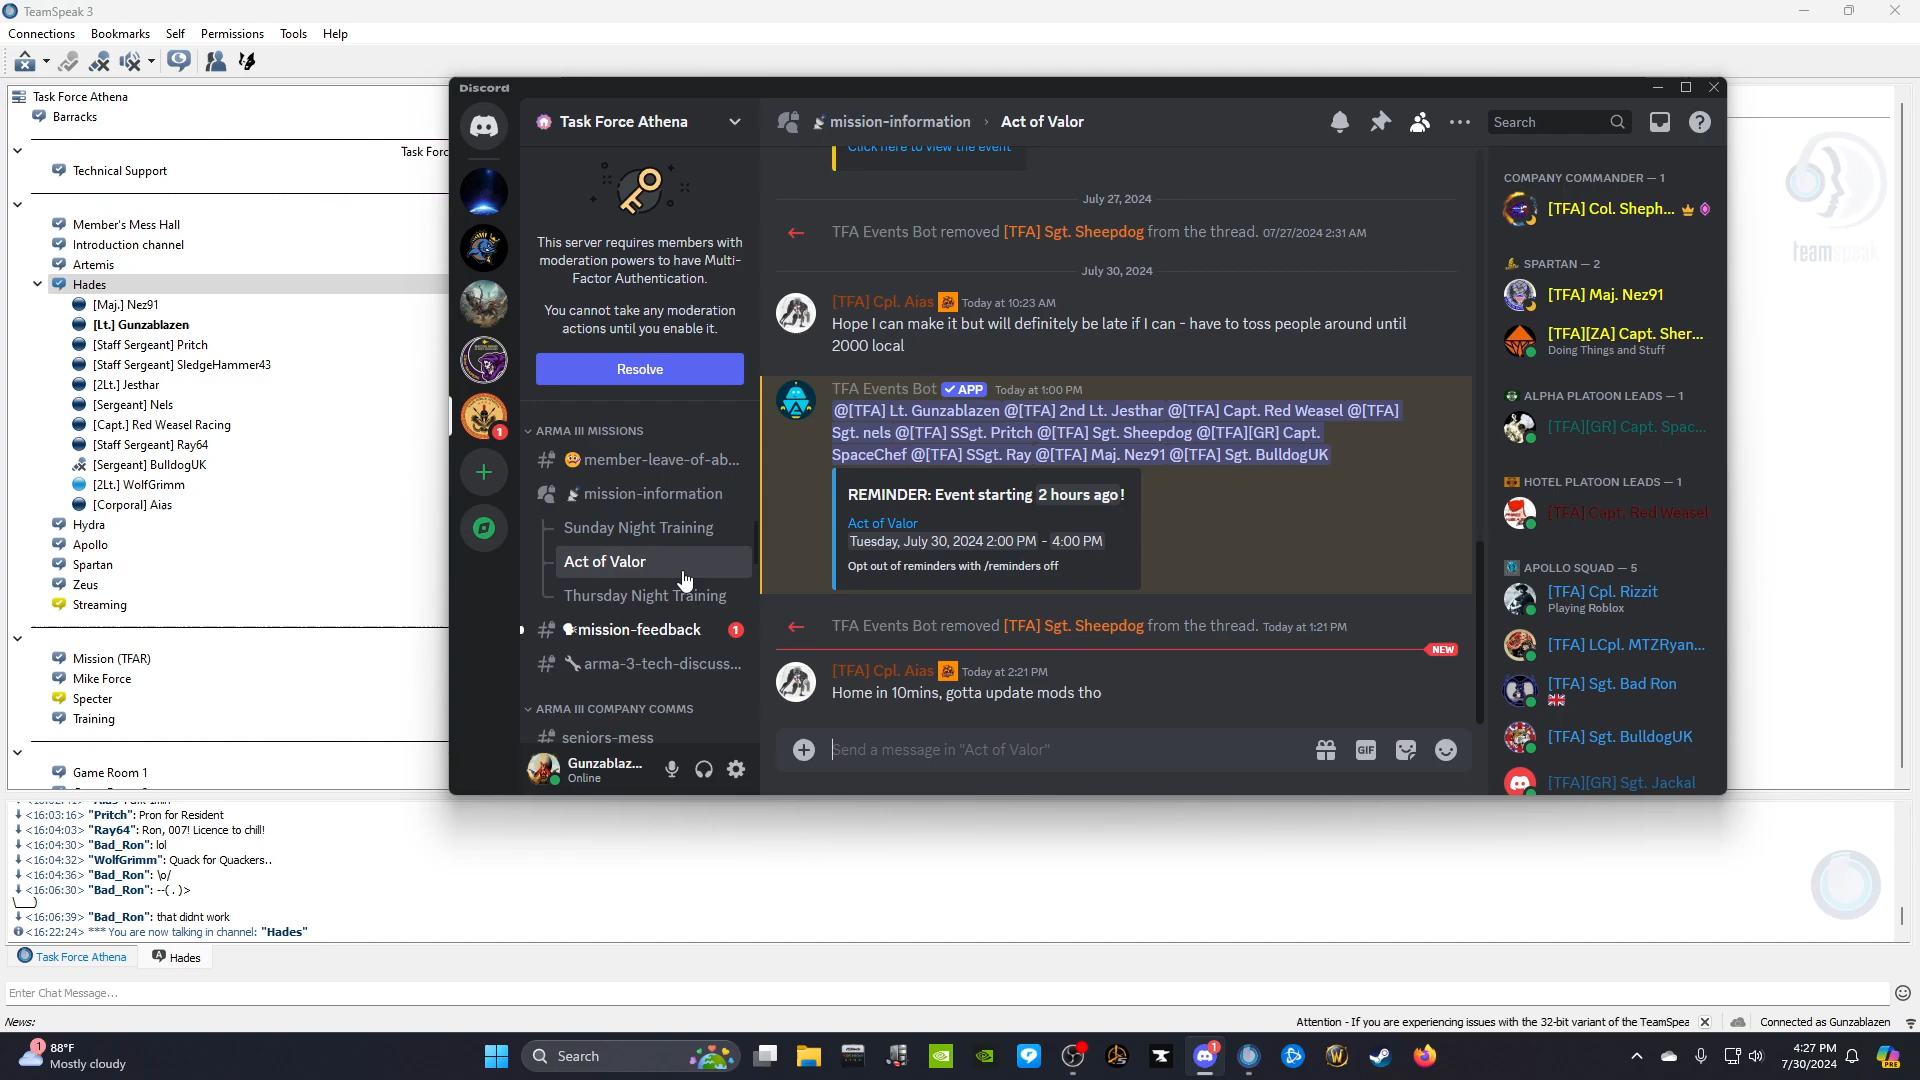 TeamSpeak 3
Connections Bookmarks Self Permissions Tools Help
Task Force Athena
Barracks
Task Forc
Technical Support
Member's Mess Hall
Introduction channel
Artemis
Hades
[Maj.] Nez91
[Lt.] Gunzablazen
[Staff Sergeant] Pritch
[Staff Sergeant] SledgeHammer43
[2Lt.] Jesthar
[Sergeant] Nels
[Capt.] Red Weasel Racing
[Staff Sergeant] Ray64
[Sergeant] BulldogUK
[2Lt.] WolfGrimm
[Corporal] Aias
Hydra
Apollo
Spartan
Zeus
Streaming
Mission (TFAR)
Mike Force
Specter
Training
Game Room 1
Discord
Task Force Athena
This server requires members with
moderation powers to have Multi-
Factor Authentication.
You cannot take any moderation
actions until you enable it.
Resolve
ARMA III MISSIONS
member-leave-of-ab...
mission-information
Sunday Night Training
Act of Valor
Thursday Night Training
mission-feedback 1
arma-3-tech-discuss...
ARMA III COMPANY COMMS
seniors-mess
Gunzablaz...
Online
1
mission-information › Act of Valor
Search
Click here to view the event
July 27, 2024
TFA Events Bot removed [TFA] Sgt. Sheepdog from the thread. 07/27/2024 2:31 AM
July 30, 2024
[TFA] Cpl. Aias Today at 10:23 AM
Hope I can make it but will definitely be late if I can - have to toss people around until
2000 local
TFA Events Bot ✓ APP Today at 1:00 PM
@[TFA] Lt. Gunzablazen @[TFA] 2nd Lt. Jesthar @[TFA] Capt. Red Weasel @[TFA]
Sgt. nels @[TFA] SSgt. Pritch @[TFA] Sgt. Sheepdog @[TFA][GR] Capt.
SpaceChef @[TFA] SSgt. Ray @[TFA] Maj. Nez91 @[TFA] Sgt. BulldogUK
REMINDER: Event starting 2 hours ago!
Act of Valor
Tuesday, July 30, 2024 2:00 PM - 4:00 PM
Opt out of reminders with /reminders off
TFA Events Bot removed [TFA] Sgt. Sheepdog from the thread. Today at 1:21 PM
NEW
[TFA] Cpl. Aias Today at 2:21 PM
Home in 10mins, gotta update mods tho
Send a message in "Act of Valor"
GIF
COMPANY COMMANDER — 1
[TFA] Col. Sheph...
SPARTAN — 2
[TFA] Maj. Nez91
[TFA][ZA] Capt. Sher...
Doing Things and Stuff
ALPHA PLATOON LEADS — 1
[TFA][GR] Capt. Spac...
HOTEL PLATOON LEADS — 1
[TFA] Capt. Red Weasel
APOLLO SQUAD — 5
[TFA] Cpl. Rizzit
Playing Roblox
[TFA] LCpl. MTZRyan...
[TFA] Sgt. Bad Ron
[TFA] Sgt. BulldogUK
[TFA][GR] Sgt. Jackal
teamspeak
<16:03:16> "Pritch": Pron for Resident
<16:04:03> "Ray64": Ron, 007! Licence to chill!
<16:04:30> "Bad_Ron": lol
<16:04:32> "WolfGrimm": Quack for Quackers..
<16:04:36> "Bad_Ron": \o/
<16:06:30> "Bad_Ron": --( . )>
\___)
<16:06:39> "Bad_Ron": that didnt work
<16:22:24> *** You are now talking in channel: "Hades"
Task Force Athena Hades
Enter Chat Message...
News:
Attention - If you are experiencing issues with the 32-bit variant of the TeamSpea
Connected as Gunzablazen
1
88°F
Mostly cloudy
Search
1
4:27 PM
7/30/2024
PRE